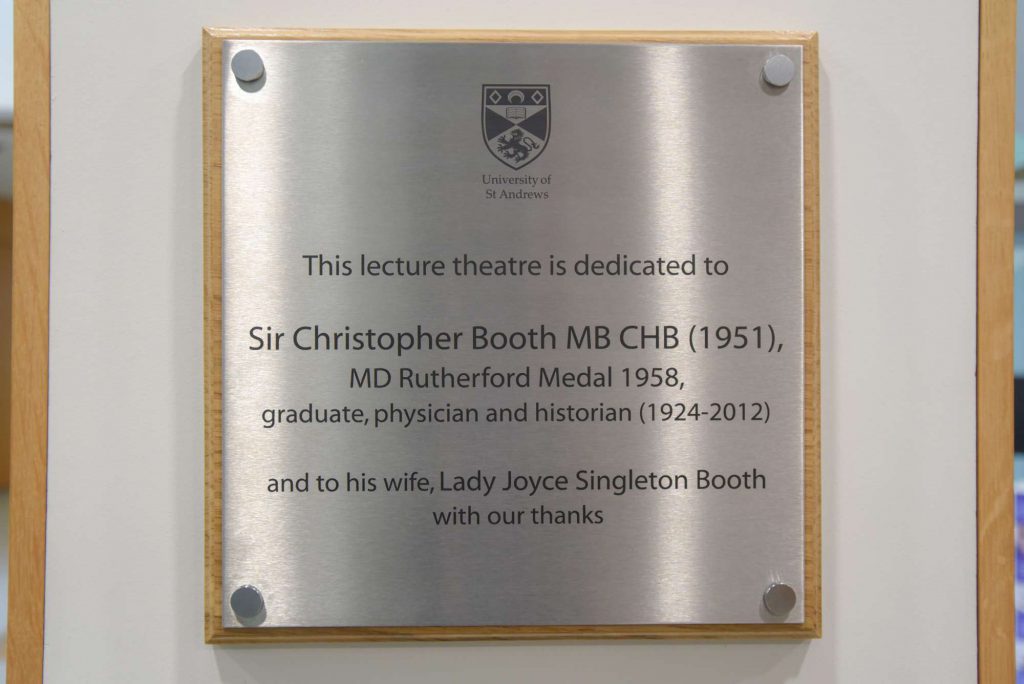 University of
St Andrews
This lecture theatre is dedicated to
Sir Christopher Booth MB CHB (1951),
MD Rutherford Medal 1958,
graduate, physician and historian (1924-2012)
and to his wife, Lady Joyce Singleton Booth
with our thanks